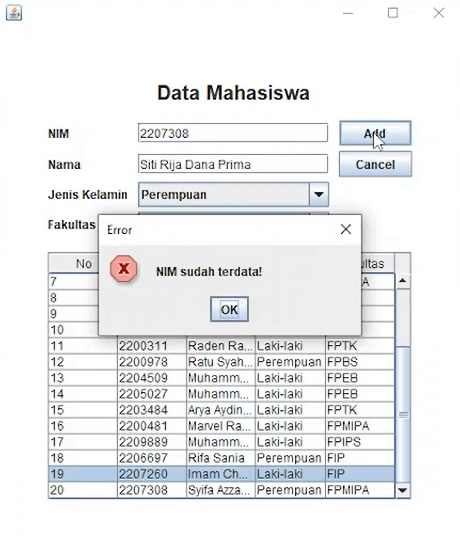 Data Mahasiswa
NIM 2207308 Add
Nama Siti Rija Dana Prima Cancel
Jenis Kelamin Perempuan
Fakultas
Error
NIM sudah terdata!
OK
No ultas
7 A
8
9
10
11 2200311 Raden Ra... Laki-laki FPTK
12 2200978 Ratu Syah... Perempuan FPBS
13 2204509 Muhamm... Laki-laki FPEB
14 2205027 Muhamm... Laki-laki FPEB
15 2203484 Arya Aydin... Laki-laki FPTK
16 2200481 Marvel Ra... Laki-laki FPMIPA
17 2209889 Muhamm... Laki-laki FPIPS
18 2206697 Rifa Sania Perempuan FIP
19 2207260 Imam Ch... Laki-laki FIP
20 2207308 Syifa Azza... Perempuan FPMIPA